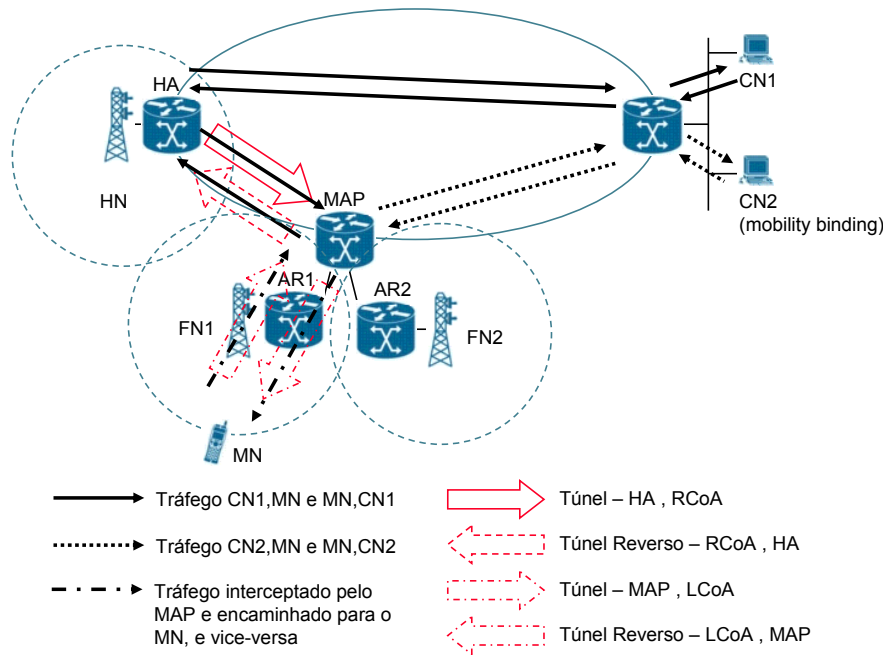 HA
CN1
HN
MAP
CN2
(mobility binding)
AR1
AR2
FN1
FN2
MN
Tráfego CN1,MN e MN,CN1
Túnel – HA , RCoA
Tráfego CN2,MN e MN,CN2
Túnel Reverso – RCoA , HA
Tráfego interceptado pelo
MAP e encaminhado para o
MN, e vice-versa
Túnel – MAP , LCoA
Túnel Reverso – LCoA , MAP